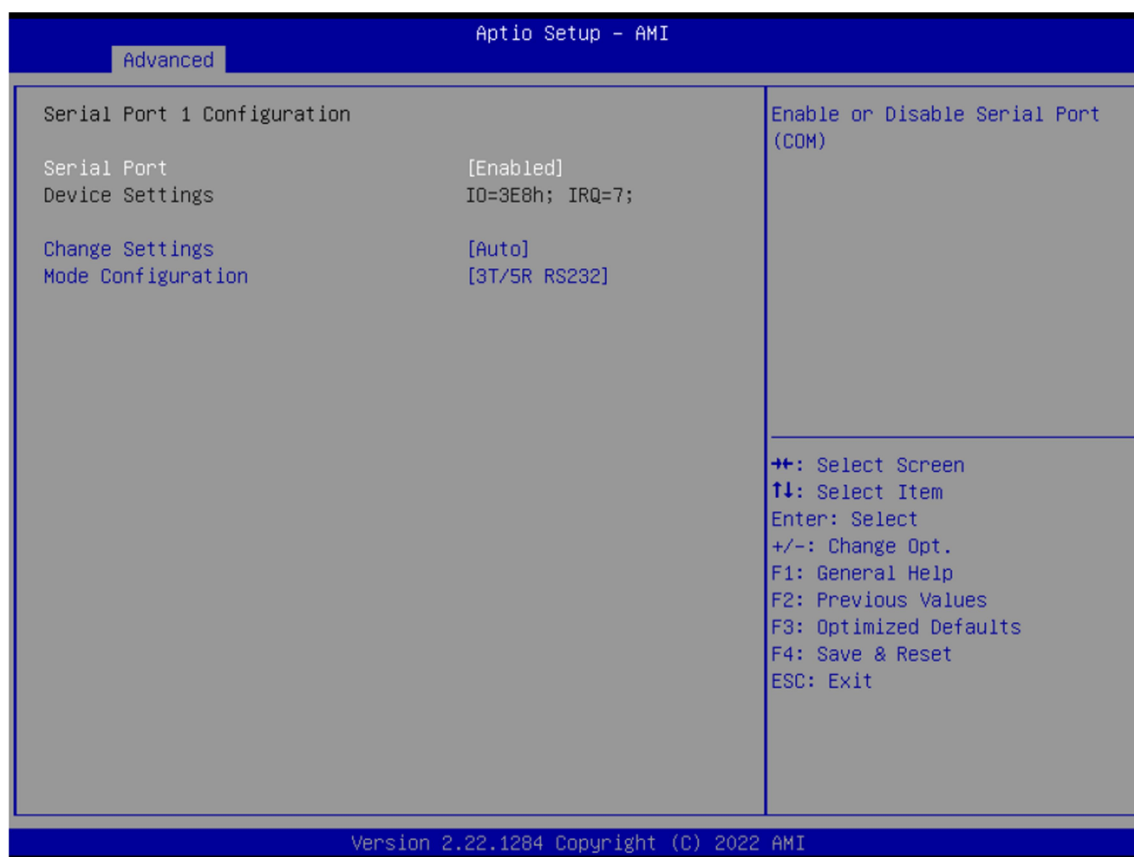 Aptio Setup – AMI
Advanced
Serial Port 1 Configuration
Serial Port [Enabled]
Device Settings IO=3E8h; IRQ=7;
Change Settings [Auto]
Mode Configuration [3T/5R RS232]
Enable or Disable Serial Port
(COM)
→←: Select Screen
↑↓: Select Item
Enter: Select
+/-: Change Opt.
F1: General Help
F2: Previous Values
F3: Optimized Defaults
F4: Save & Reset
ESC: Exit
Version 2.22.1284 Copyright (C) 2022 AMI